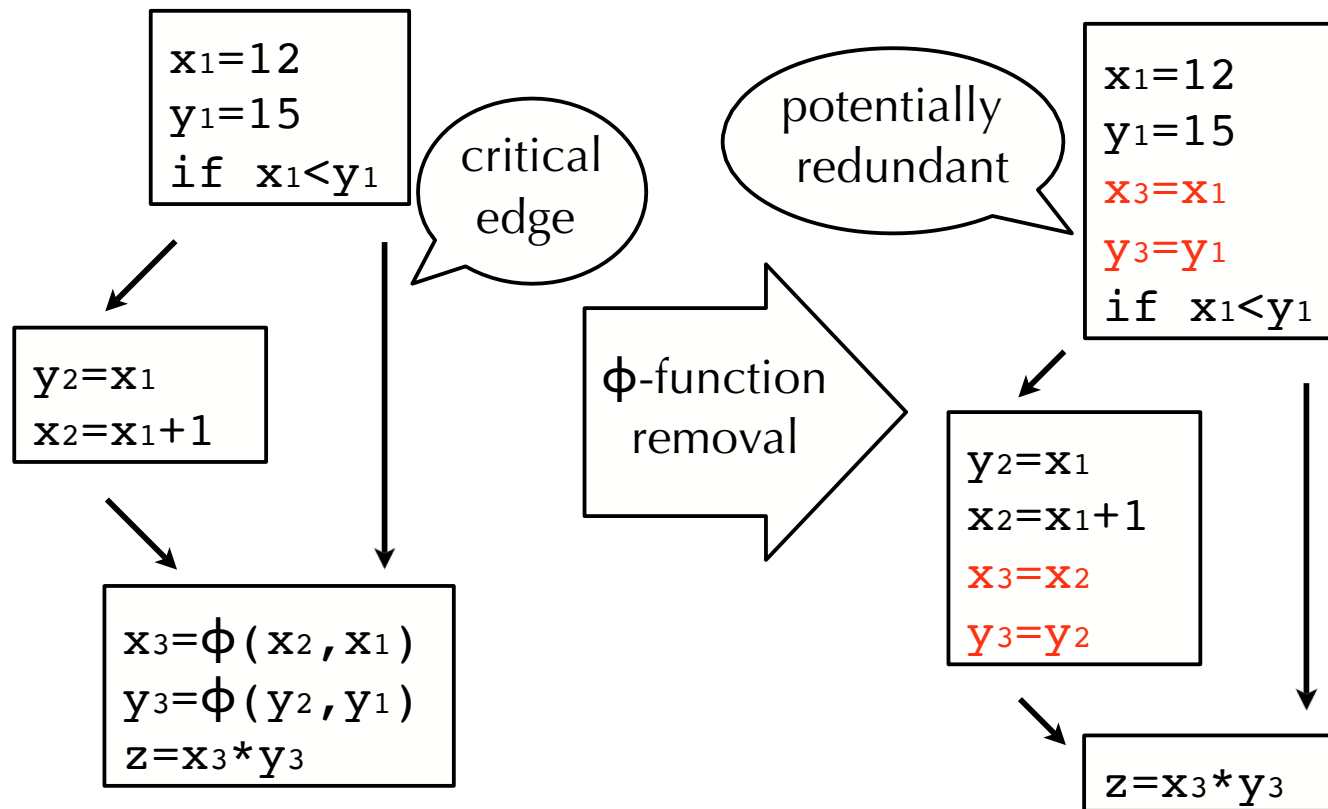 x₁=12
y₁=15
if x₁<y₁
critical
edge
y₂=x₁
x₂=x₁+1
x₃=ϕ(x₂,x₁)
y₃=ϕ(y₂,y₁)
z=x₃*y₃
ϕ-function
removal
potentially
redundant
x₁=12
y₁=15
x₃=x₁
y₃=y₁
if x₁<y₁
y₂=x₁
x₂=x₁+1
x₃=x₂
y₃=y₂
z=x₃*y₃